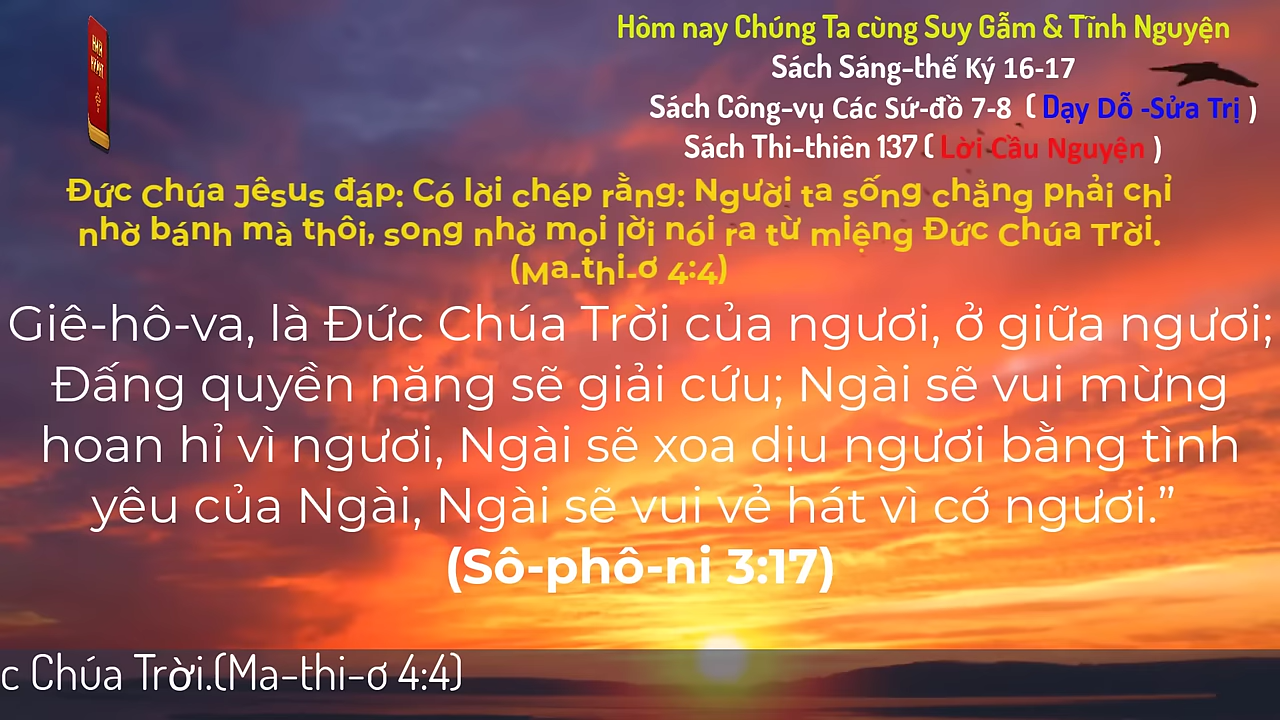 Hôm nay Chúng Ta cùng Suy Gẫm & Tĩnh Nguyện
Sách Sáng-thế Ký 16-17
Sách Công-vụ Các Sứ-đồ 7-8 ( Dạy Dỗ -Sửa Trị )
Sách Thi-thiên 137 ( Lời Cầu Nguyện )
Đức Chúa Jêsus đáp: Có lời chép rằng: Người ta sống chẳng phải chỉ
nhờ bánh mà thôi, song nhờ mọi lời nói ra từ miệng Đức Chúa Trời.
(Ma-thi-ơ 4:4)
Giê-hô-va, là Đức Chúa Trời của ngươi, ở giữa ngươi;
Đấng quyền năng sẽ giải cứu; Ngài sẽ vui mừng
hoan hỉ vì ngươi, Ngài sẽ xoa dịu ngươi bằng tình
yêu của Ngài, Ngài sẽ vui vẻ hát vì cớ ngươi.”
(Sô-phô-ni 3:17)
c Chúa Trời.(Ma-thi-ơ 4:4)